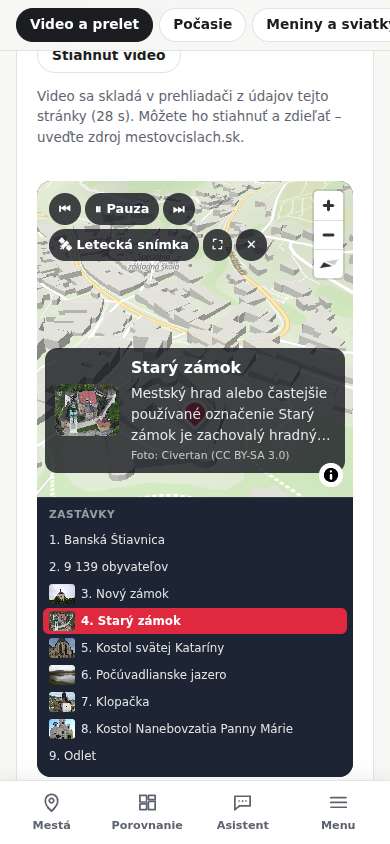 Video a prelet
Počasie
Meniny a sviatky
Stiahnuť video
Video sa skladá v prehliadači z údajov tejto
stránky (28 s). Môžete ho stiahnuť a zdieľať –
uveďte zdroj mestovcislach.sk.
Pauza
Letecká snímka
základná škola
Starý zámok
Mestský hrad alebo častejšie
používané označenie Starý
zámok je zachovalý hradný…
Foto: Civertan (CC BY-SA 3.0)
ZASTÁVKY
1. Banská Štiavnica
2. 9 139 obyvateľov
3. Nový zámok
4. Starý zámok
5. Kostol svätej Kataríny
6. Počúvadlianske jazero
7. Klopačka
8. Kostol Nanebovzatia Panny Márie
9. Odlet
Mestá
Porovnanie
Asistent
Menu